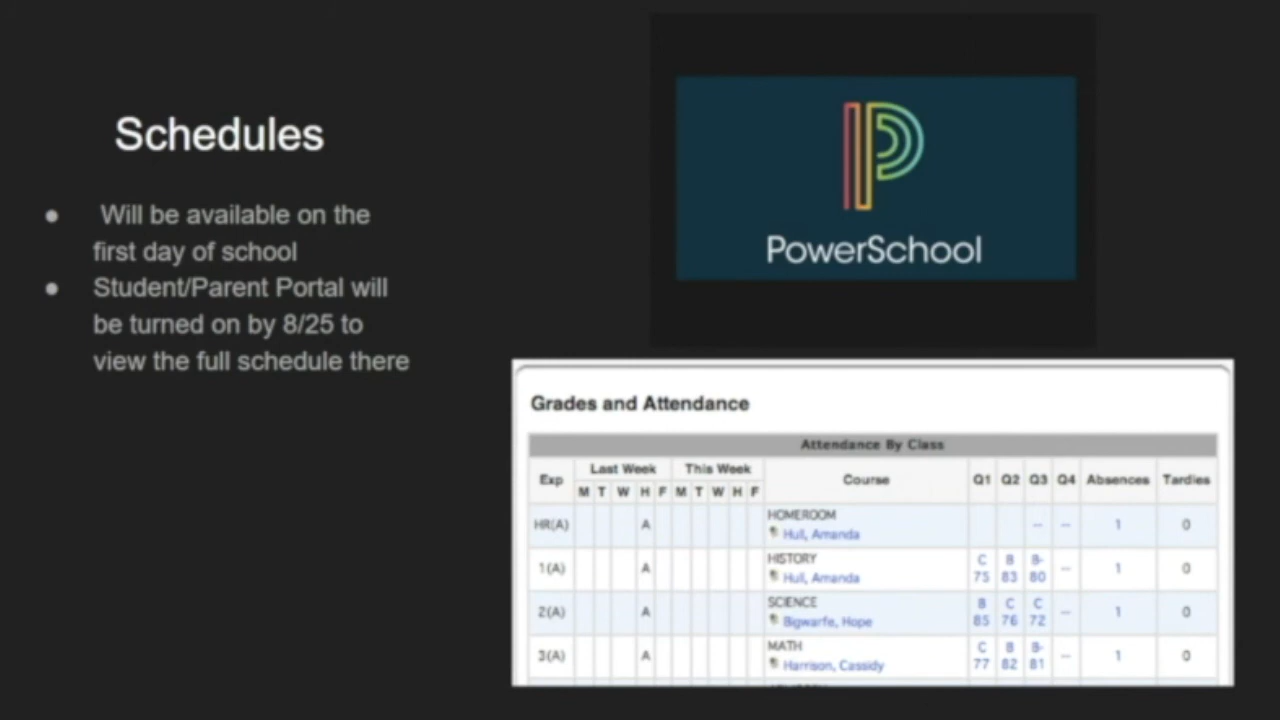 Schedules
● Will be available on the
first day of school
● Student/Parent Portal will
be turned on by 8/25 to
view the full schedule there
P
PowerSchool
Grades and Attendance
Attendance By Class
Exp Last Week This Week Course Q1 Q2 Q3 Q4 Absences Tardies
M T W H F M T W H F
HR(A) A HOMEROOM -- -- 1 0
Hull, Amanda
1(A) A HISTORY C B B- -- 1 0
Hull, Amanda 75 83 80
2(A) A SCIENCE B C C -- 1 0
Bigwarfe, Hope 85 76 72
3(A) A MATH C B B- -- 1 0
Harrison, Cassidy 77 82 81